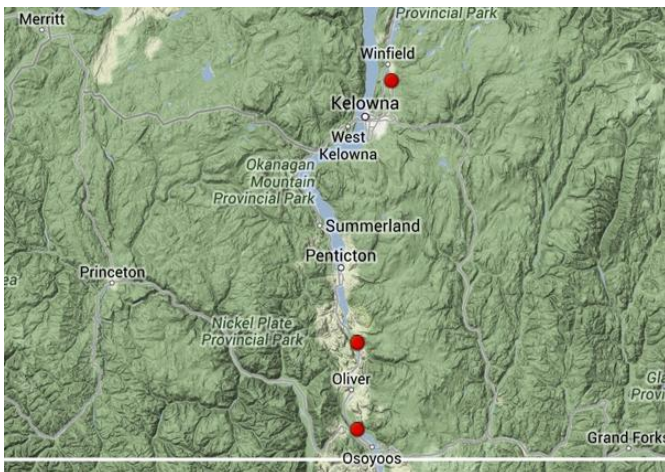 Merritt
Provincial Park
Winfield
Kelowna
West
Kelowna
Okanagan
Mountain
Provincial Park
Summerland
Penticton
Princeton
Nickel Plate
Provincial Park
Oliver
Grand Forks
Osoyoos